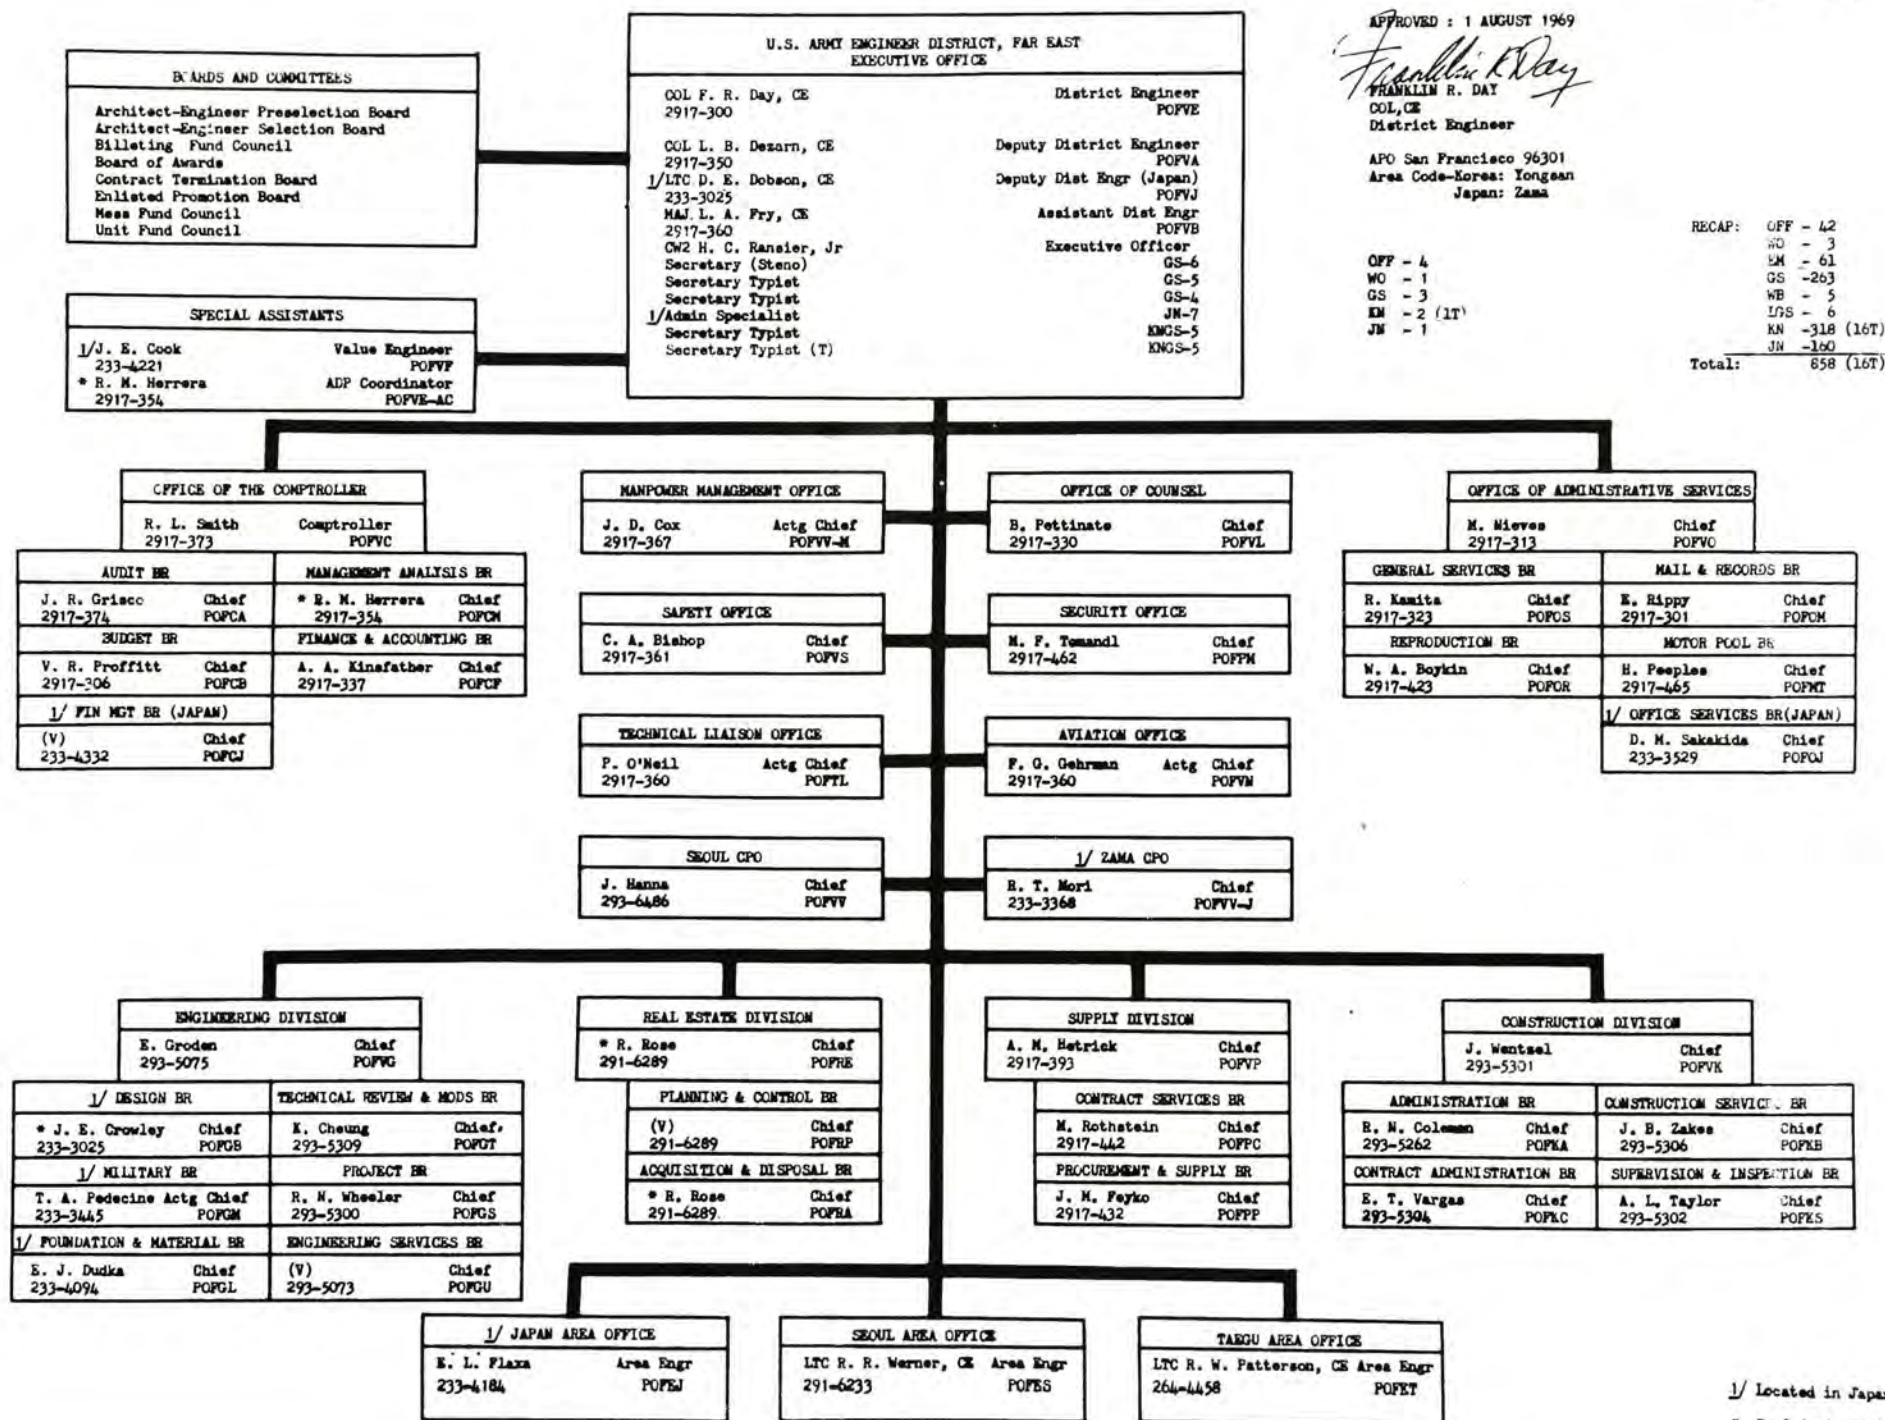 APPROVED : 1 AUGUST 1969
Franklin R Day
FRANKLIN R. DAY
COL,CE
District Engineer
APO San Francisco 96301
Area Code-Korea: Yongsan
Japan: Zama
RECAP: OFF - 42
WO - 3
EM - 61
GS -263
WB - 5
LGS - 6
KN -318 (16T)
JN -160
Total: 858 (16T)
OFF - 4
WO - 1
GS - 3
KN - 2 (1T)
JN - 1
U.S. ARMY ENGINEER DISTRICT, FAR EAST
EXECUTIVE OFFICE
COL F. R. Day, CE District Engineer
2917-300 POFVE
COL L. B. Dezarn, CE Deputy District Engineer
2917-350 POFVA
1/LTC D. E. Dobson, CE Deputy Dist Engr (Japan)
233-3025 POFVJ
MAJ L. A. Fry, CE Assistant Dist Engr
2917-360 POFVB
CW2 H. C. Ransier, Jr Executive Officer
Secretary (Steno) GS-6
Secretary Typist GS-5
Secretary Typist GS-4
1/Admin Specialist JN-7
Secretary Typist KNGS-5
Secretary Typist (T) KNGS-5
BOARDS AND COMMITTEES
Architect-Engineer Preselection Board
Architect-Engineer Selection Board
Billeting Fund Council
Board of Awards
Contract Termination Board
Enlisted Promotion Board
Mess Fund Council
Unit Fund Council
SPECIAL ASSISTANTS
1/J. E. Cook Value Engineer
233-4221 POFVF
* R. M. Herrera ADP Coordinator
2917-354 POFVE-AC
OFFICE OF THE COMPTROLLER
R. L. Smith Comptroller
2917-373 POFVC
AUDIT BR
J. R. Grisco Chief
2917-374 POFCA
MANAGEMENT ANALYSIS BR
* R. M. Herrera Chief
2917-354 POFCM
BUDGET BR
V. R. Proffitt Chief
2917-306 POFCB
FINANCE & ACCOUNTING BR
A. A. Kinsfather Chief
2917-337 POFCF
1/ FIN MGT BR (JAPAN)
(V) Chief
233-4332 POFCJ
MANPOWER MANAGEMENT OFFICE
J. D. Cox Actg Chief
2917-367 POFVV-M
OFFICE OF COUNSEL
B. Pettinato Chief
2917-330 POFVL
SAFETY OFFICE
C. A. Bishop Chief
2917-361 POFVS
SECURITY OFFICE
M. F. Tomandl Chief
2917-462 POFPM
TECHNICAL LIAISON OFFICE
P. O'Neil Actg Chief
2917-360 POFTL
AVIATION OFFICE
F. G. Gehrman Actg Chief
2917-360 POFVN
SEOUL CPO
J. Hanna Chief
293-6486 POFVV
1/ ZAMA CPO
R. T. Mori Chief
233-3368 POFVV-J
OFFICE OF ADMINISTRATIVE SERVICES
M. Nieves Chief
2917-313 POFVO
GENERAL SERVICES BR
R. Kamita Chief
2917-323 POFOS
MAIL & RECORDS BR
E. Rippy Chief
2917-301 POFOM
REPRODUCTION BR
W. A. Boykin Chief
2917-423 POFOR
MOTOR POOL BR
H. Peeples Chief
2917-465 POFMT
1/ OFFICE SERVICES BR(JAPAN)
D. M. Sakakida Chief
233-3529 POFOJ
ENGINEERING DIVISION
E. Groden Chief
293-5075 POFVG
1/ DESIGN BR
* J. E. Crowley Chief
233-3025 POFGB
TECHNICAL REVIEW & MODS BR
K. Cheung Chief
293-5309 POFGT
1/ MILITARY BR
T. A. Pedecine Actg Chief
233-3445 POFGM
PROJECT BR
R. N. Wheeler Chief
293-5300 POFGS
1/ FOUNDATION & MATERIAL BR
E. J. Dudka Chief
233-4094 POFGL
ENGINEERING SERVICES BR
(V) Chief
293-5073 POFGU
REAL ESTATE DIVISION
* R. Rose Chief
291-6289 POFRE
PLANNING & CONTROL BR
(V) Chief
291-6289 POFRP
ACQUISITION & DISPOSAL BR
* R. Rose Chief
291-6289 POFRA
SUPPLY DIVISION
A. M. Hetrick Chief
2917-393 POFVP
CONTRACT SERVICES BR
M. Rothstein Chief
2917-442 POFPC
PROCUREMENT & SUPPLY BR
J. M. Feyko Chief
2917-432 POFPP
CONSTRUCTION DIVISION
J. Wentsel Chief
293-5301 POFVK
ADMINISTRATION BR
R. N. Coleman Chief
293-5262 POFKA
CONSTRUCTION SERVICE BR
J. B. Zakes Chief
293-5306 POFKB
CONTRACT ADMINISTRATION BR
E. T. Vargas Chief
293-5304 POFKC
SUPERVISION & INSPECTION BR
A. L. Taylor Chief
293-5302 POFKS
1/ JAPAN AREA OFFICE
E. L. Flaxa Area Engr
233-4184 POFEJ
SEOUL AREA OFFICE
LTC R. R. Werner, CE Area Engr
291-6233 POFES
TAEGU AREA OFFICE
LTC R. W. Patterson, CE Area Engr
264-4458 POFET
1/ Located in Japan